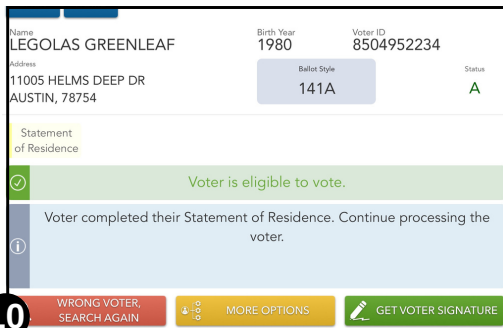 Name
LEGOLAS GREENLEAF
Birth Year
1980
Voter ID
8504952234
Address
11005 HELMS DEEP DR
AUSTIN, 78754
Ballot Style
141A
Status
A
Statement
of Residence
Voter is eligible to vote.
Voter completed their Statement of Residence. Continue processing the
voter.
WRONG VOTER,
SEARCH AGAIN
MORE OPTIONS
GET VOTER SIGNATURE